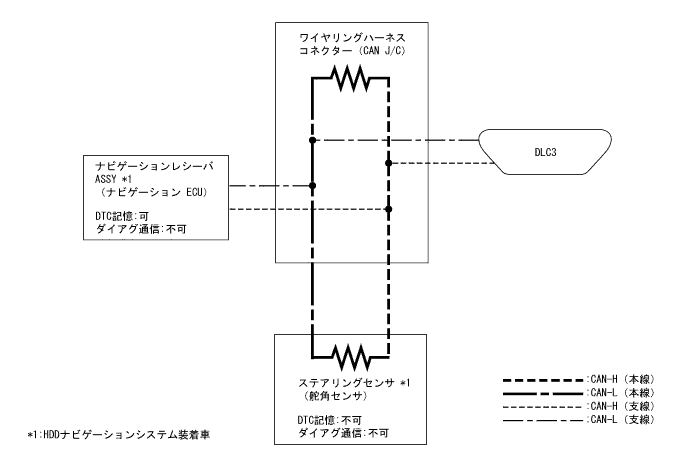 ワイヤリングハーネス
コネクター (CAN J/C)
DLC3
ナビゲーションレシーバ
ASSY *1
(ナビゲーション ECU)
DTC記憶:可
ダイアグ通信:不可
ステアリングセンサ *1
(舵角センサ)
DTC記憶:不可
ダイアグ通信:不可
:CAN-H (本線)
:CAN-L (本線)
:CAN-H (支線)
:CAN-L (支線)
*1:HDDナビゲーションシステム装着車